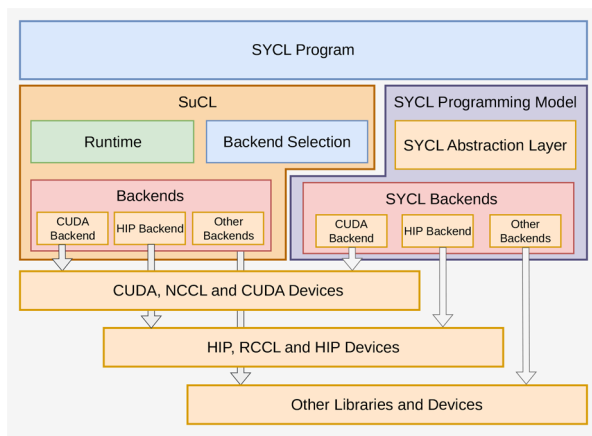 SYCL Program
SuCL
Runtime
Backend Selection
Backends
CUDA
Backend
HIP Backend
Other
Backends
SYCL Programming Model
SYCL Abstraction Layer
SYCL Backends
CUDA
Backend
HIP Backend
Other
Backends
CUDA, NCCL and CUDA Devices
HIP, RCCL and HIP Devices
Other Libraries and Devices